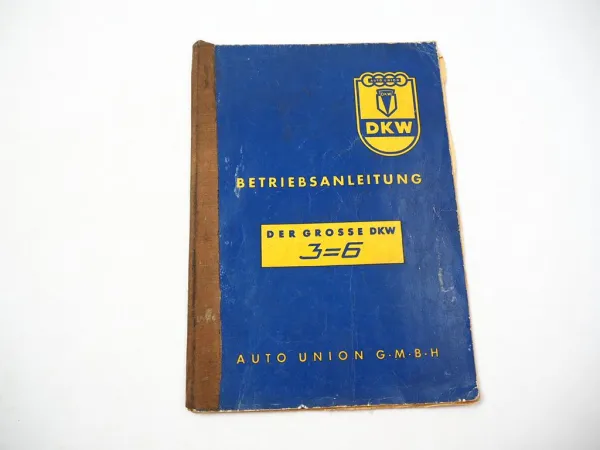 DKW
BETRIEBSANLEITUNG
DER GROSSE DKW
3=6
AUTO UNION G·M·B·H